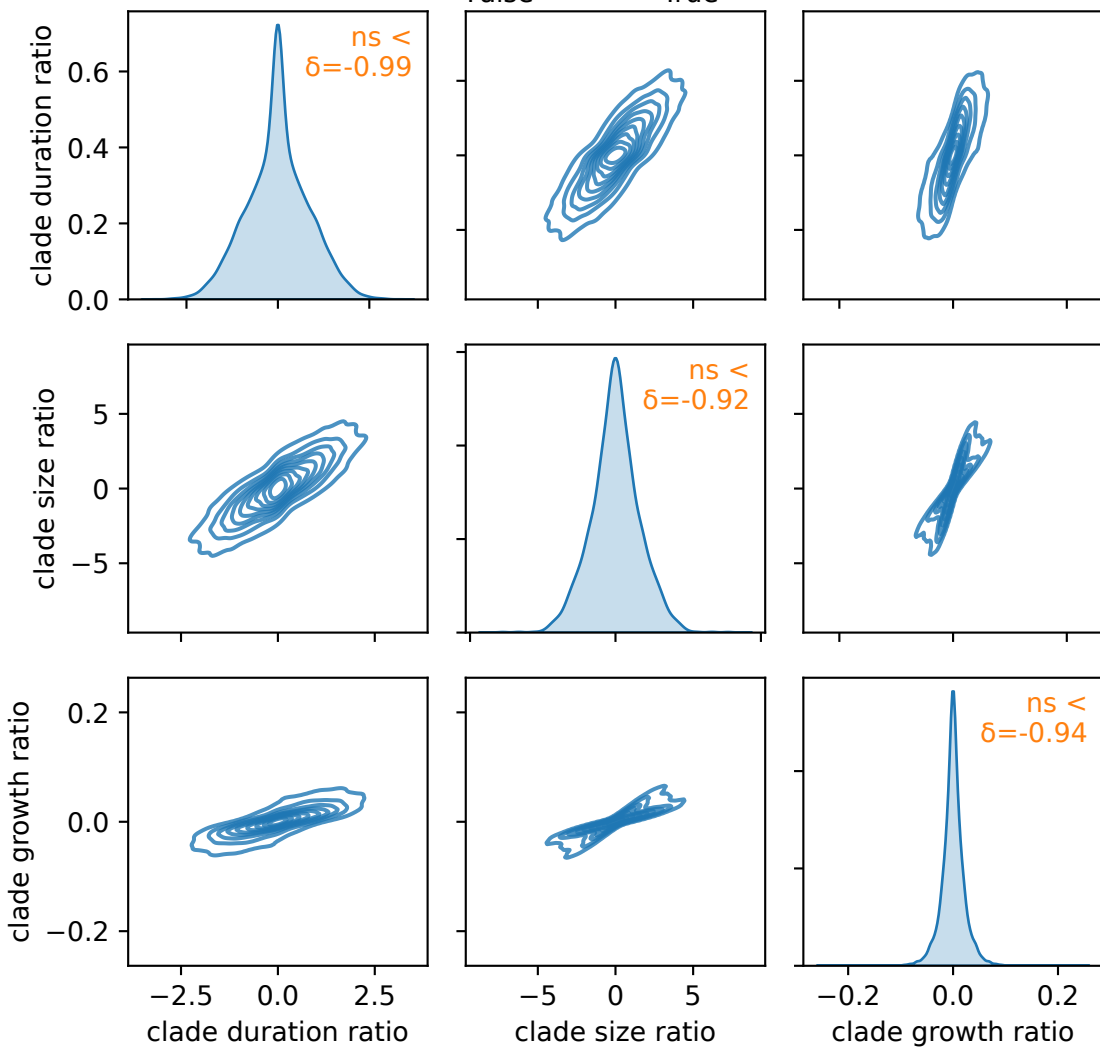 clade duration ratio
0.6
0.4
0.2
0.0
ns <
δ=-0.99
clade size ratio
5
0
−5
ns <
δ=-0.92
clade growth ratio
0.2
0.0
−0.2
ns <
δ=-0.94
−2.5 0.0 2.5
−5 0 5
−0.2 0.0 0.2
clade duration ratio
clade size ratio
clade growth ratio